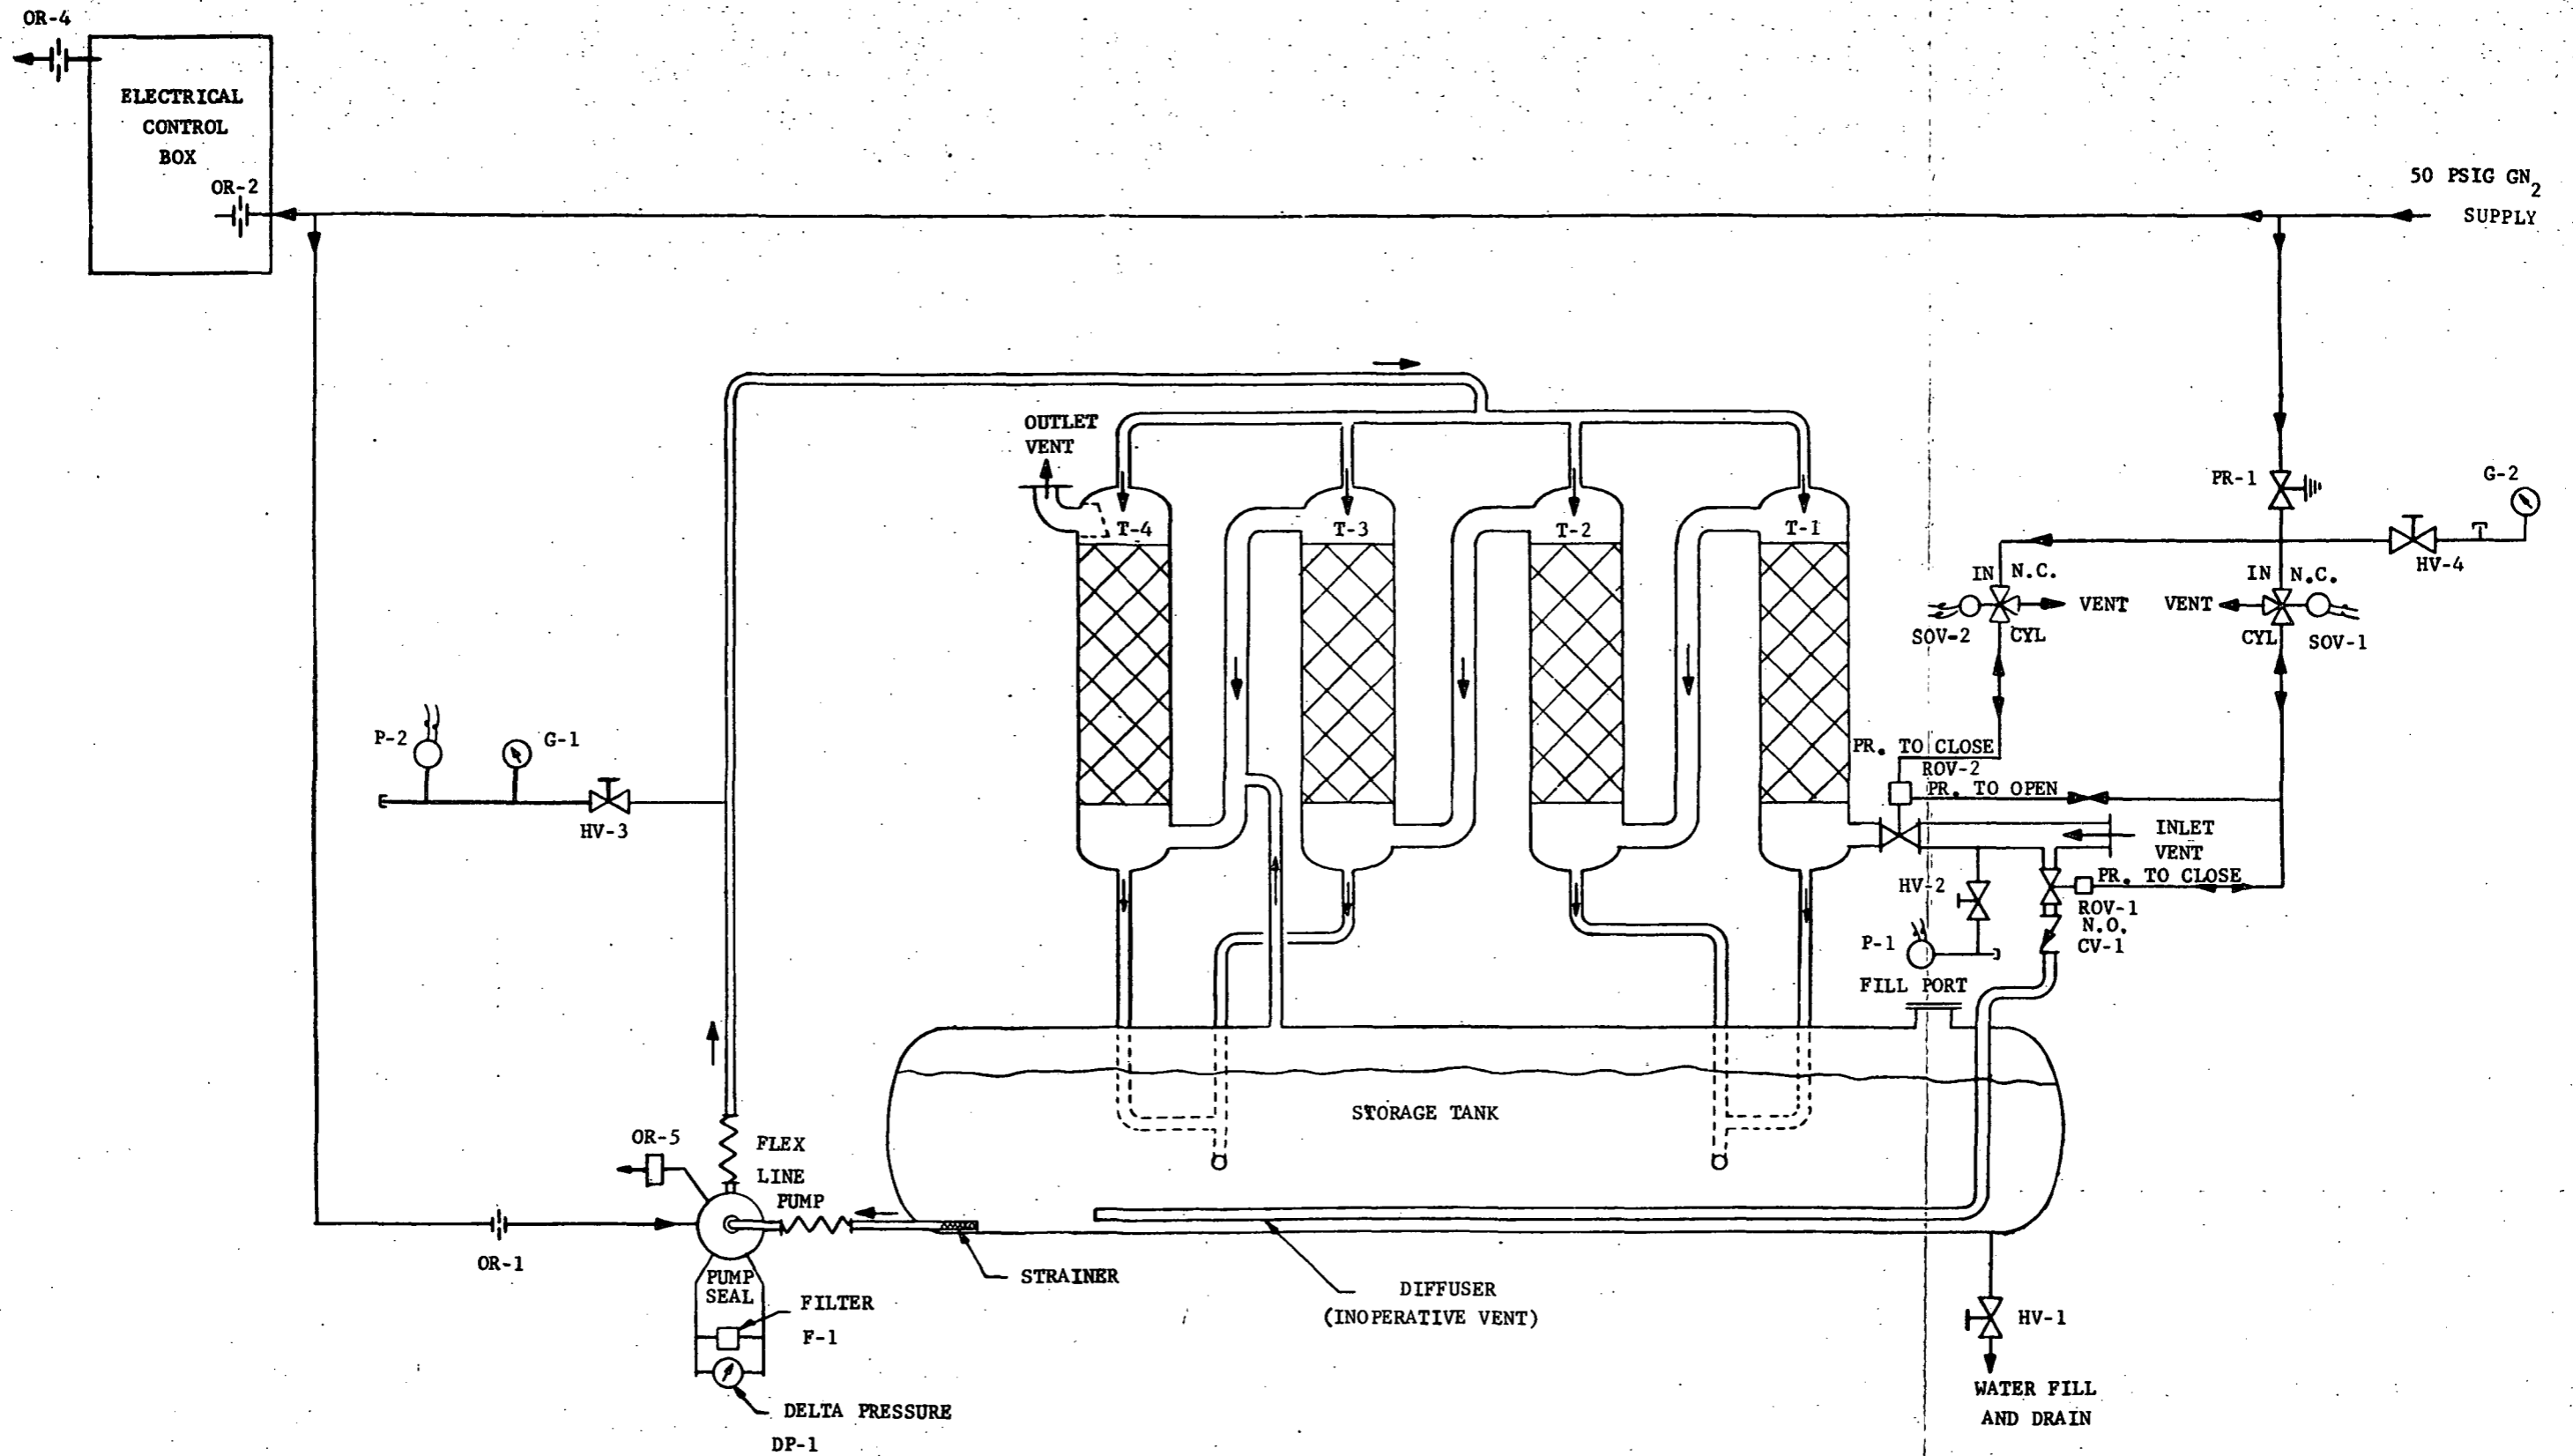 OR-4
ELECTRICAL
CONTROL
BOX
OR-2
50 PSIG GN2
SUPPLY
OUTLET
VENT
T-4
T-3
T-2
T-1
PR-1
G-2
HV-4
IN N.C.
VENT
SOV-2
CYL
IN N.C.
VENT
CYL
SOV-1
P-2
G-1
HV-3
PR. TO CLOSE
ROV-2
PR. TO OPEN
INLET
VENT
HV-2
PR. TO CLOSE
ROV-1
N.O.
CV-1
P-1
FILL PORT
STORAGE TANK
OR-5
FLEX
LINE
PUMP
OR-1
PUMP
SEAL
FILTER
F-1
STRAINER
DIFFUSER
(INOPERATIVE VENT)
HV-1
WATER FILL
AND DRAIN
DELTA PRESSURE
DP-1